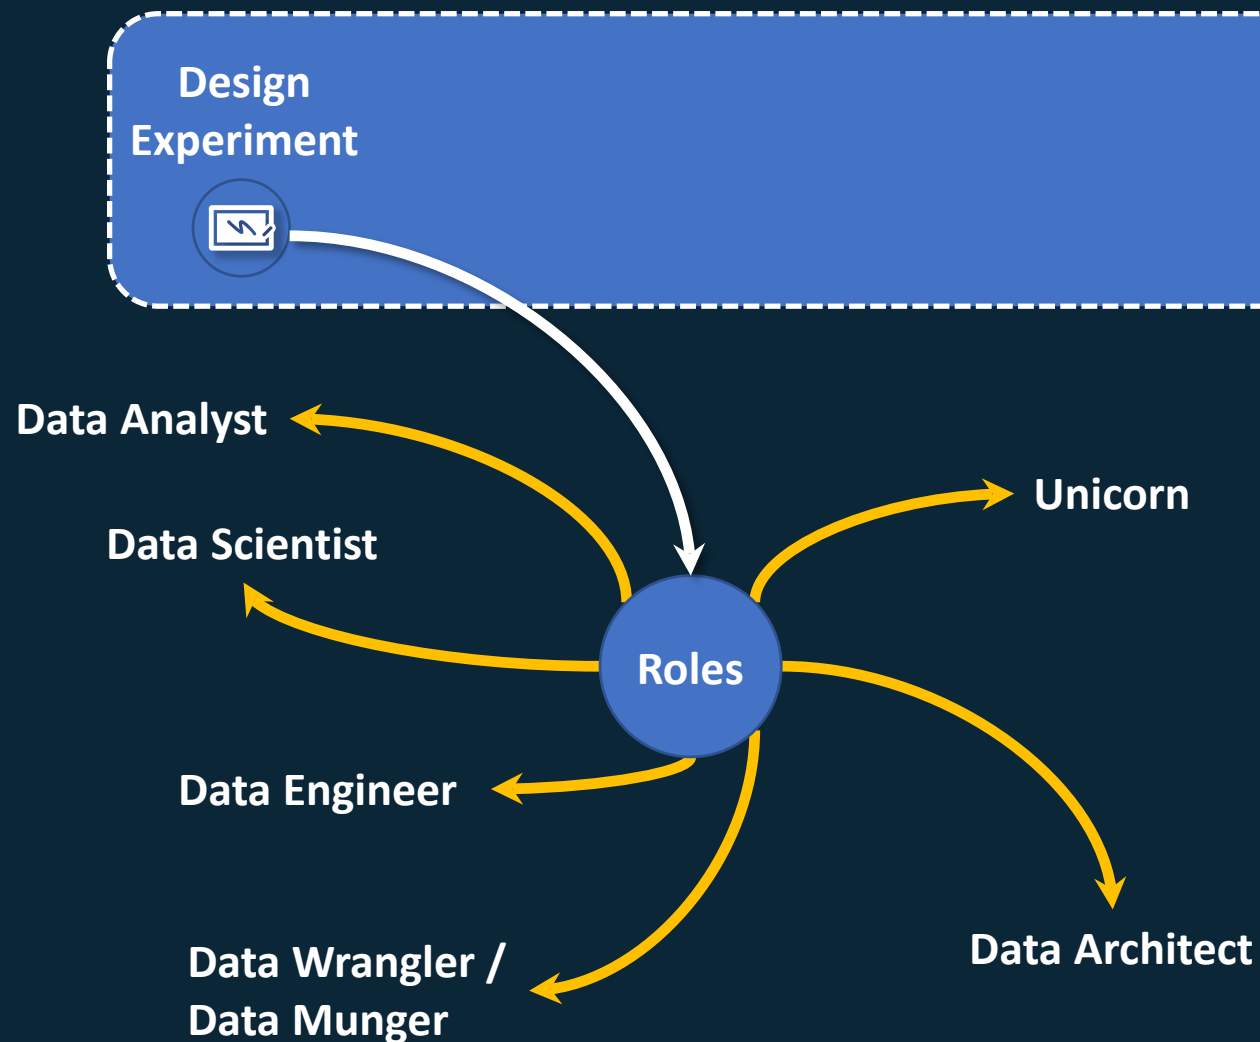 Design
Experiment
Data Analyst
Unicorn
Data Scientist
Roles
Data Engineer
Data Wrangler /
Data Munger
Data Architect